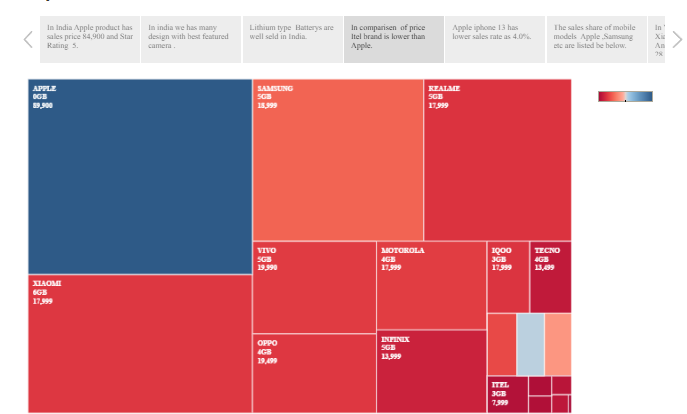 In India Apple product has
sales price 84,900 and Star
Rating 5.
In india we has many
design with best featured
camera .
Lithium type Batterys are
well seld in India.
In comparisen of price
Itel brand is lower than
Apple.
Apple iphone 13 has
lower sales rate as 4.0%.
The sales share of mobile
models Apple ,Samsung
etc are listed be below.
APPLE
0GB
89,900
SAMSUNG
5GB
18,999
REALME
5GB
17,999
XIAOMI
6GB
17,999
VIVO
5GB
19,990
MOTOROLA
4GB
17,999
IQOO
3GB
17,999
TECNO
4GB
13,499
OPPO
4GB
19,499
INFINIX
5GB
13,999
ITEL
3GB
7,999